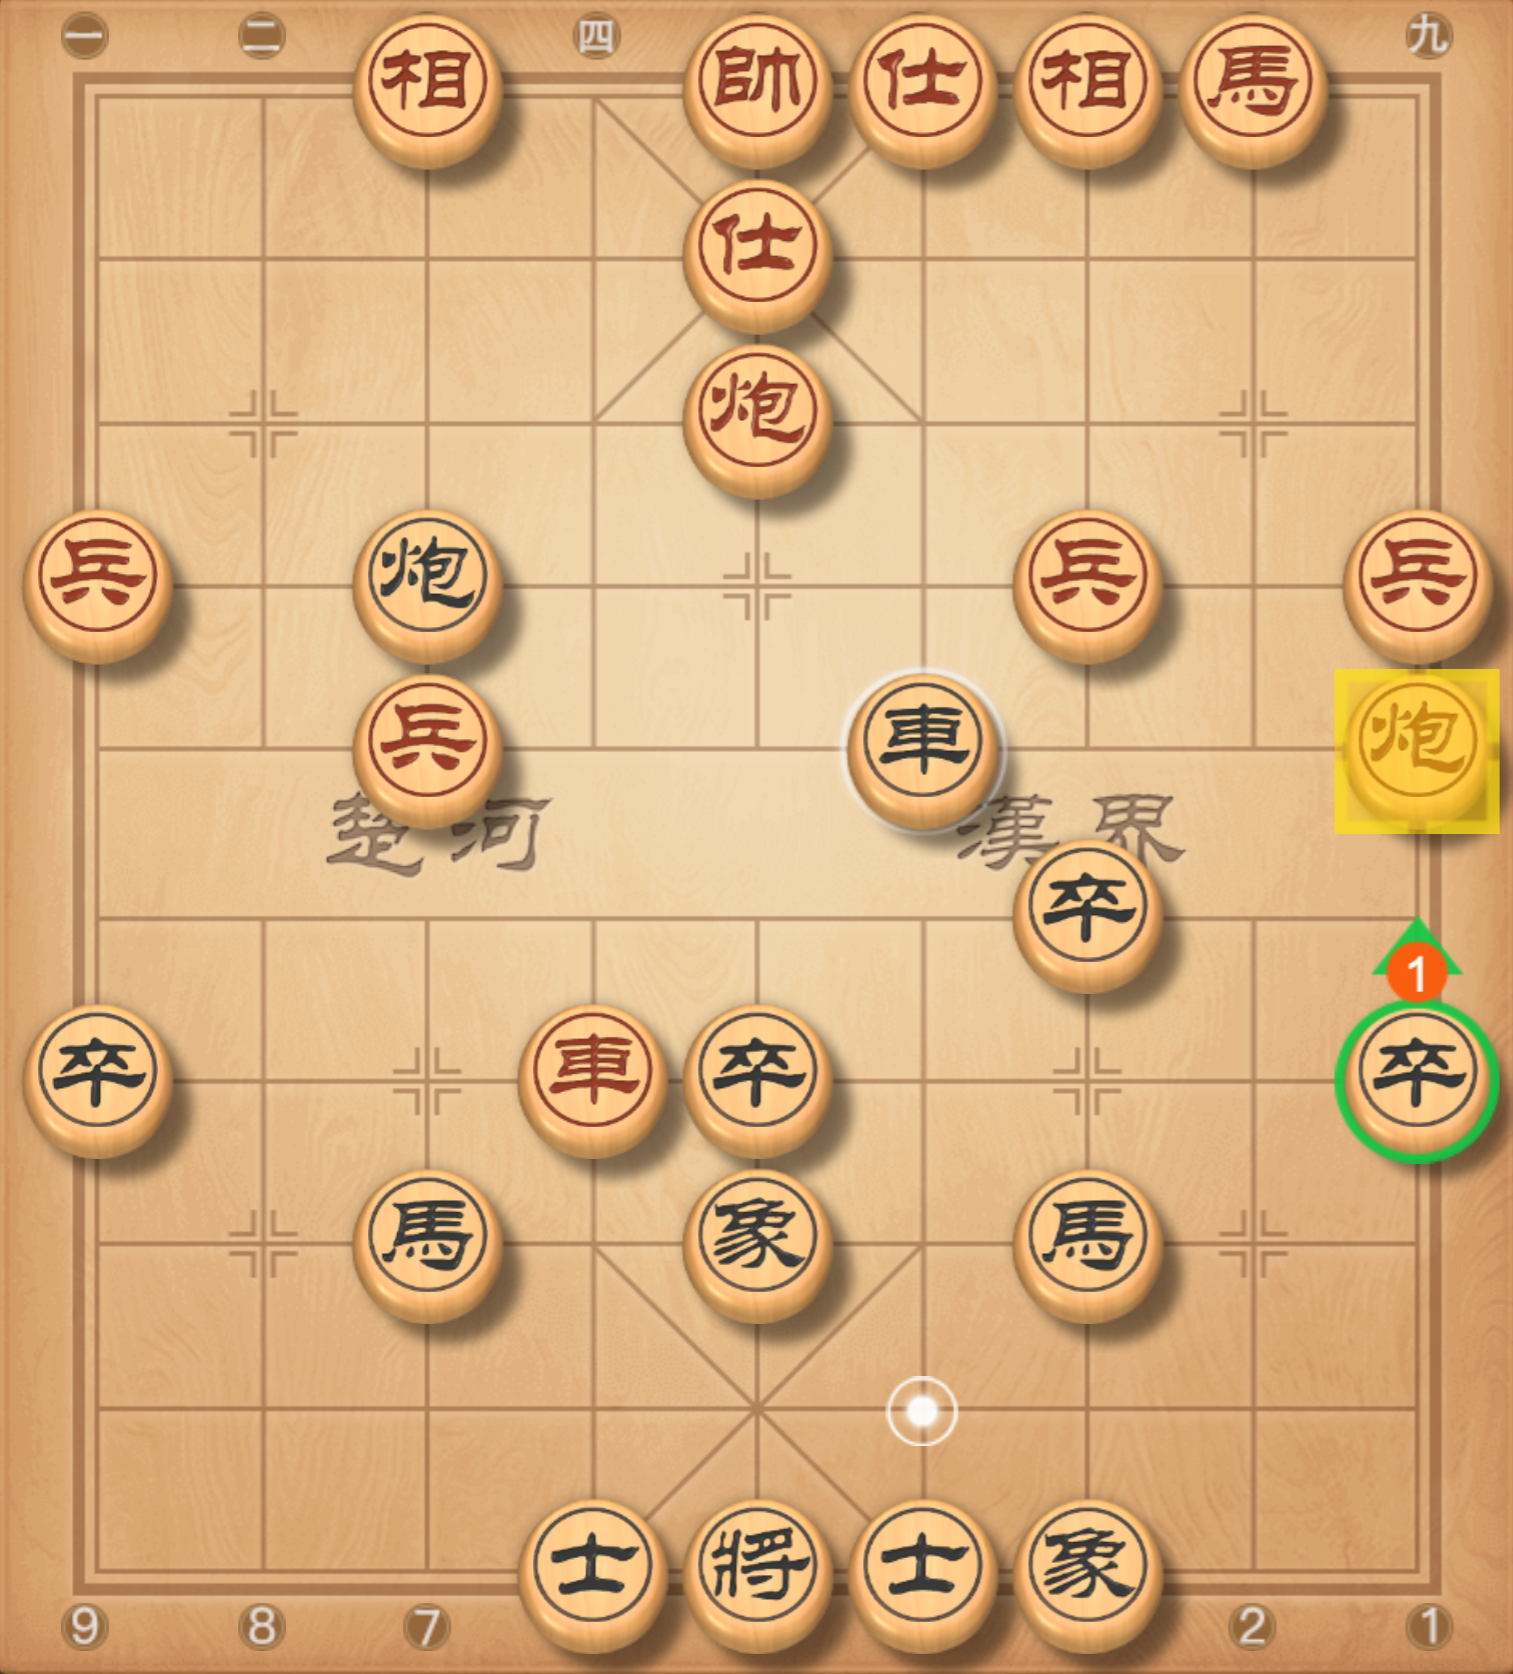 一 二 四 九
相 帥 仕 相 馬
仕
炮
兵 炮 兵 兵
兵 車 炮
楚河 漢界
卒
1
卒 車 卒 卒
馬 象 馬
士 將 士 象
9 8 7 2 1